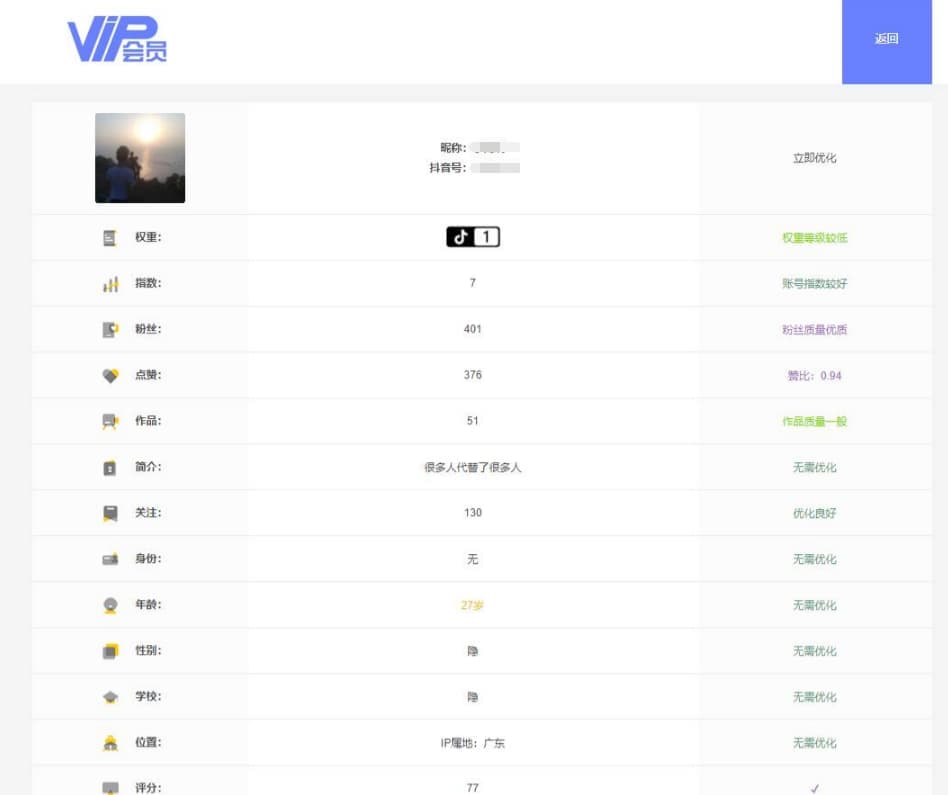 VIP会员
返回
昵称：
抖音号：
立即优化
权重： 1 权重等级较低
指数： 7 账号指数较好
粉丝： 401 粉丝质量优质
点赞： 376 赞比：0.94
作品： 51 作品质量一般
简介： 很多人代替了很多人 无需优化
关注： 130 优化良好
身份： 无 无需优化
年龄： 27岁 无需优化
性别： 隐 无需优化
学校： 隐 无需优化
位置： IP属地：广东 无需优化
评分： 77 ✓